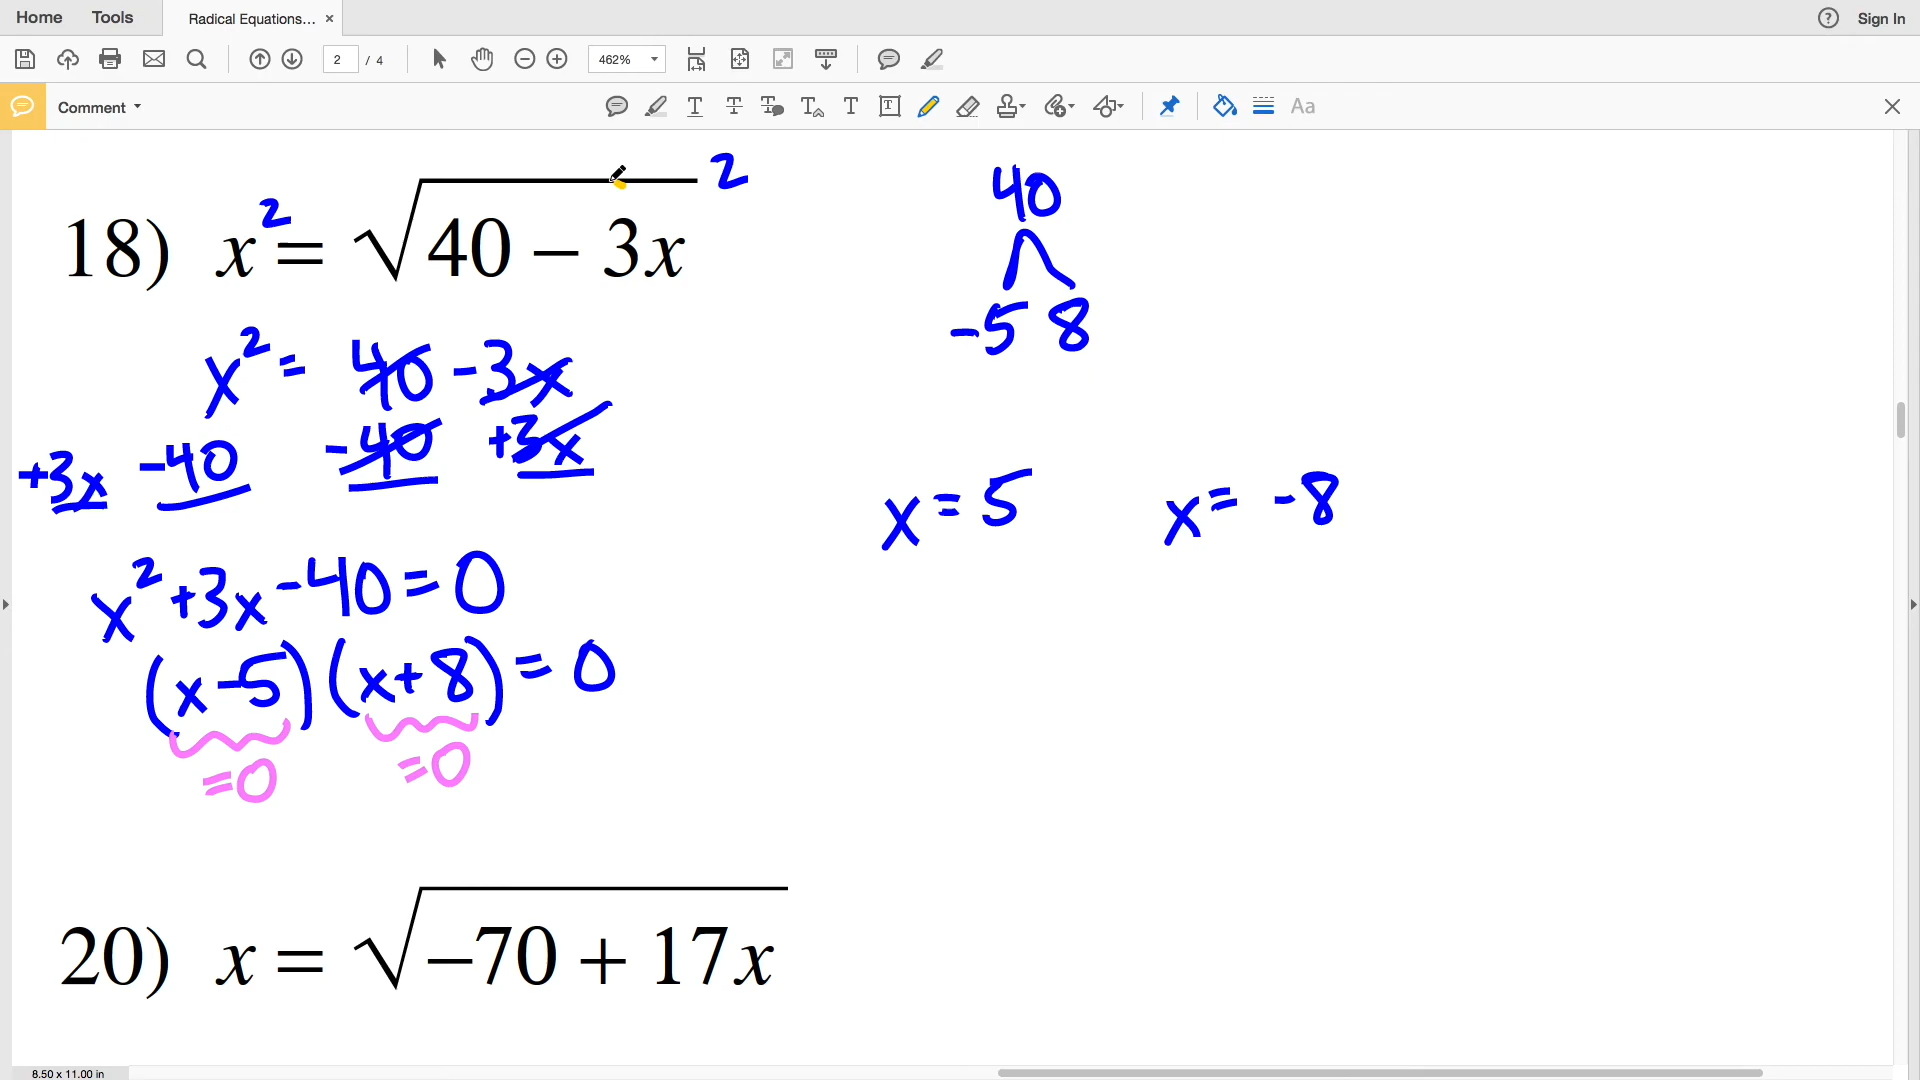 Home Tools Radical Equations... × ? Sign In
2 / 4 462%
Comment T T T T T T Aa
18) x² = √40 − 3x ²
x² = 40 - 3x
+3x -40 -40 +3x
x² +3x -40 = 0
(x-5)(x+8) = 0
=0 =0
40
-5 8
x = 5 x = -8
20) x = √−70 + 17x
8.50 x 11.00 in